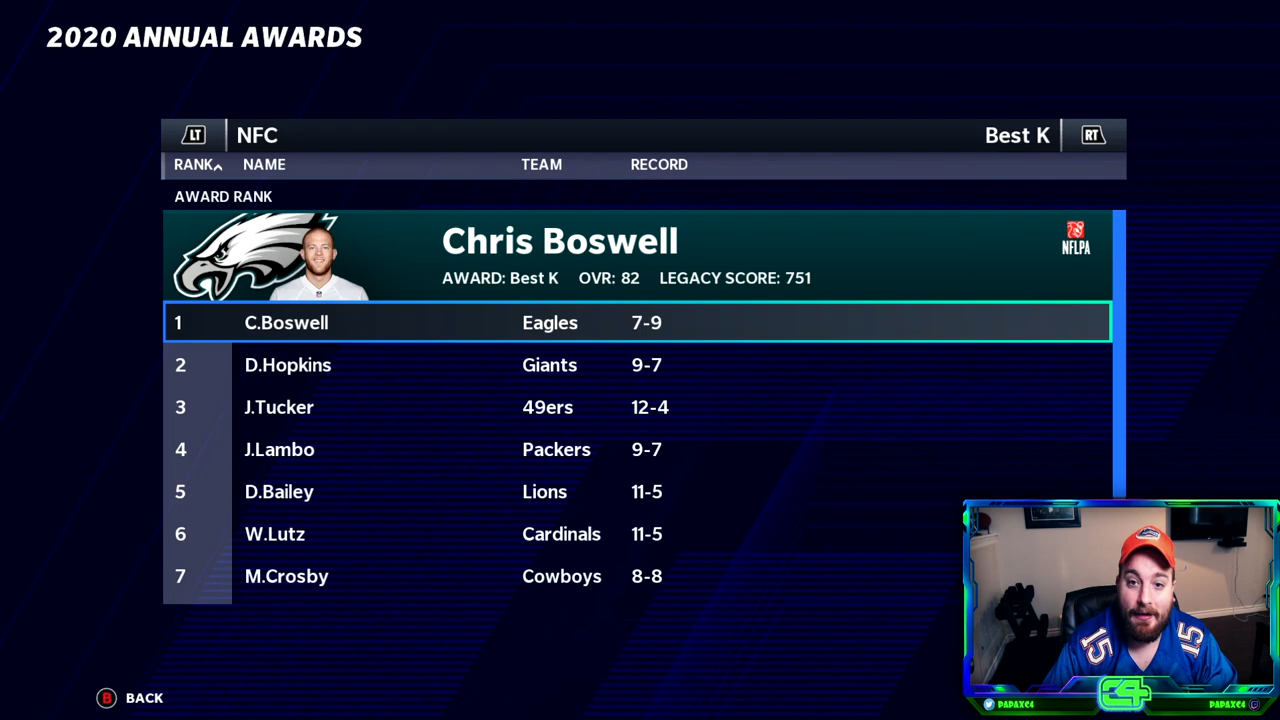 2020 ANNUAL AWARDS
LT NFC Best K RT
RANK NAME TEAM RECORD
AWARD RANK
Chris Boswell
NFLPA
AWARD: Best K OVR: 82 LEGACY SCORE: 751
1 C.Boswell Eagles 7-9
2 D.Hopkins Giants 9-7
3 J.Tucker 49ers 12-4
4 J.Lambo Packers 9-7
5 D.Bailey Lions 11-5
6 W.Lutz Cardinals 11-5
7 M.Crosby Cowboys 8-8
15 15
C4
PAPAXC4 PAPAXC4
B BACK